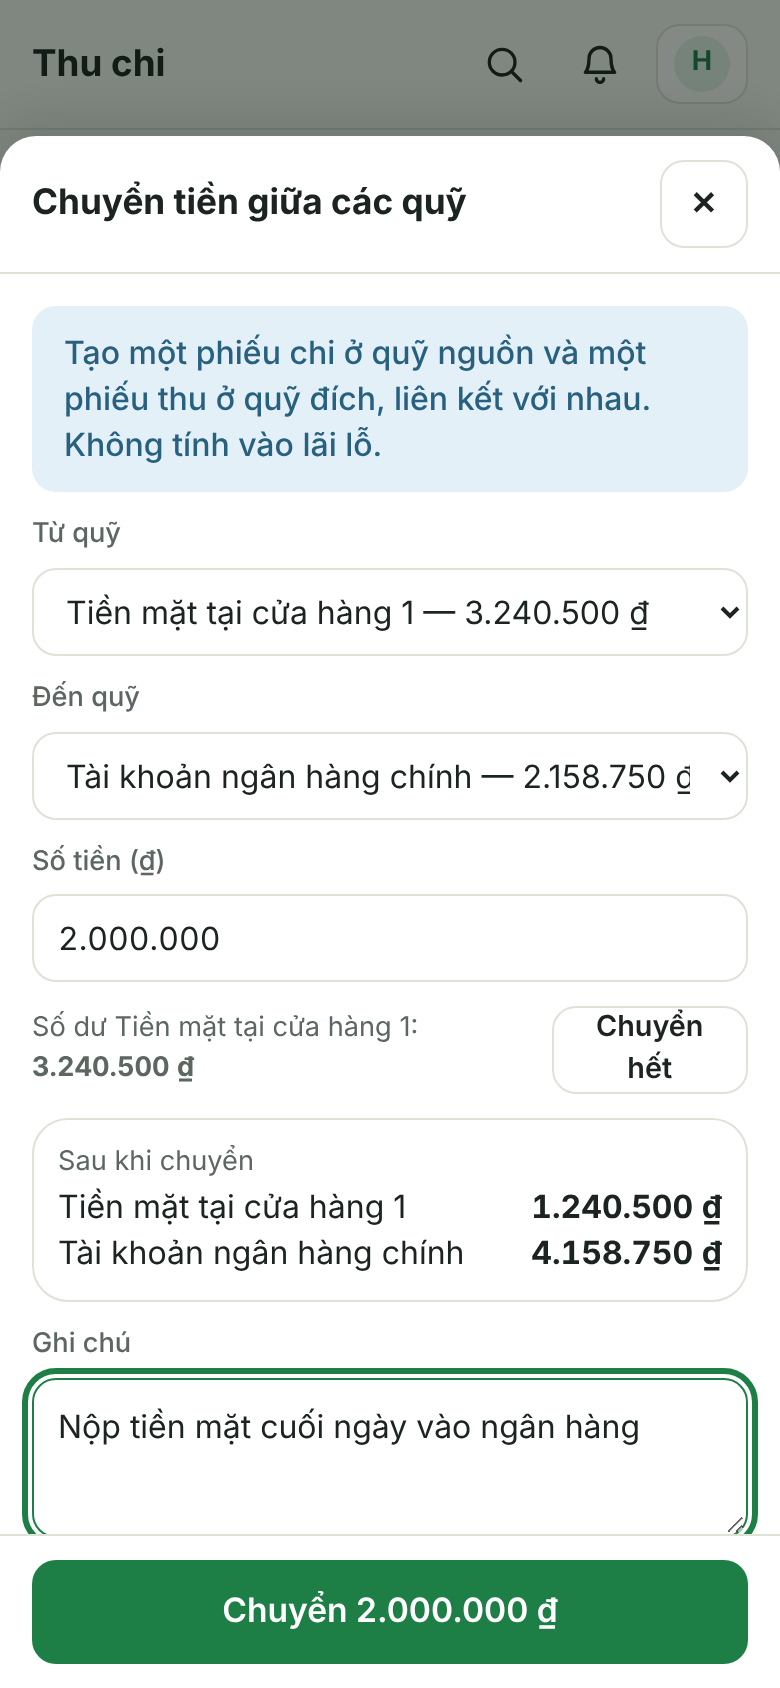 Thu chi
H
Chuyển tiền giữa các quỹ
Tạo một phiếu chi ở quỹ nguồn và một
phiếu thu ở quỹ đích, liên kết với nhau.
Không tính vào lãi lỗ.
Từ quỹ
Tiền mặt tại cửa hàng 1 — 3.240.500 ₫
Đến quỹ
Tài khoản ngân hàng chính — 2.158.750 ₫
Số tiền (₫)
2.000.000
Số dư Tiền mặt tại cửa hàng 1:
3.240.500 ₫
Chuyển
hết
Sau khi chuyển
Tiền mặt tại cửa hàng 1 1.240.500 ₫
Tài khoản ngân hàng chính 4.158.750 ₫
Ghi chú
Nộp tiền mặt cuối ngày vào ngân hàng
Chuyển 2.000.000 ₫